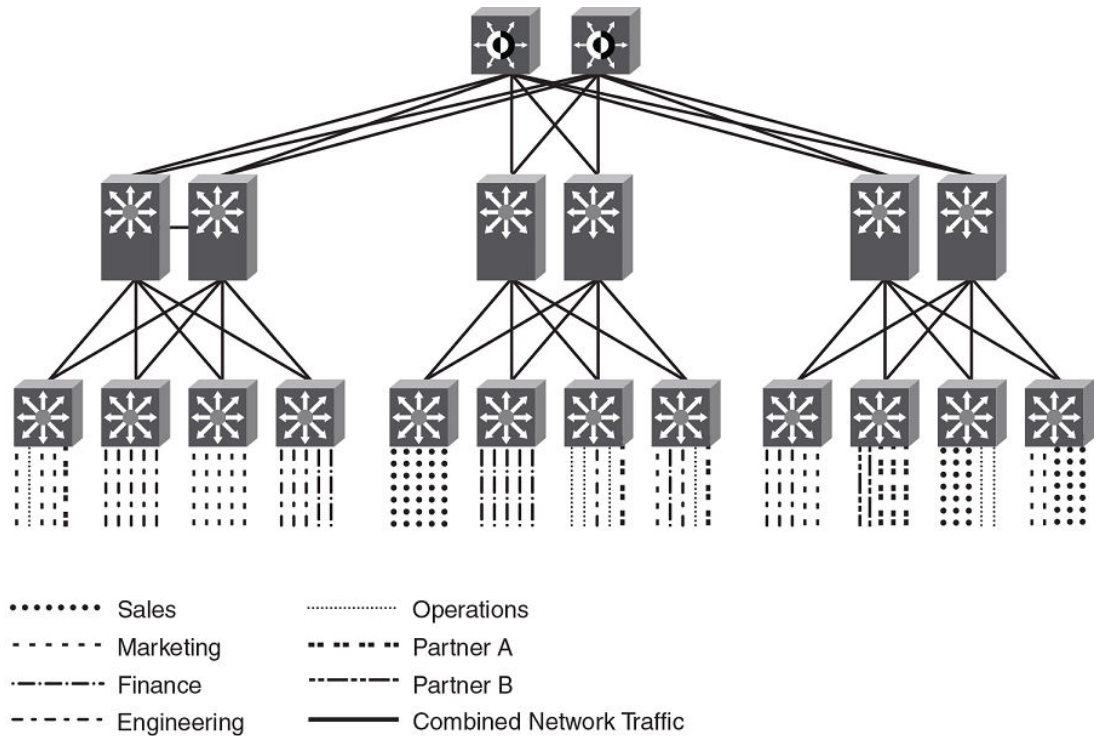 Sales
Marketing
Finance
Engineering
Operations
Partner A
Partner B
Combined Network Traffic